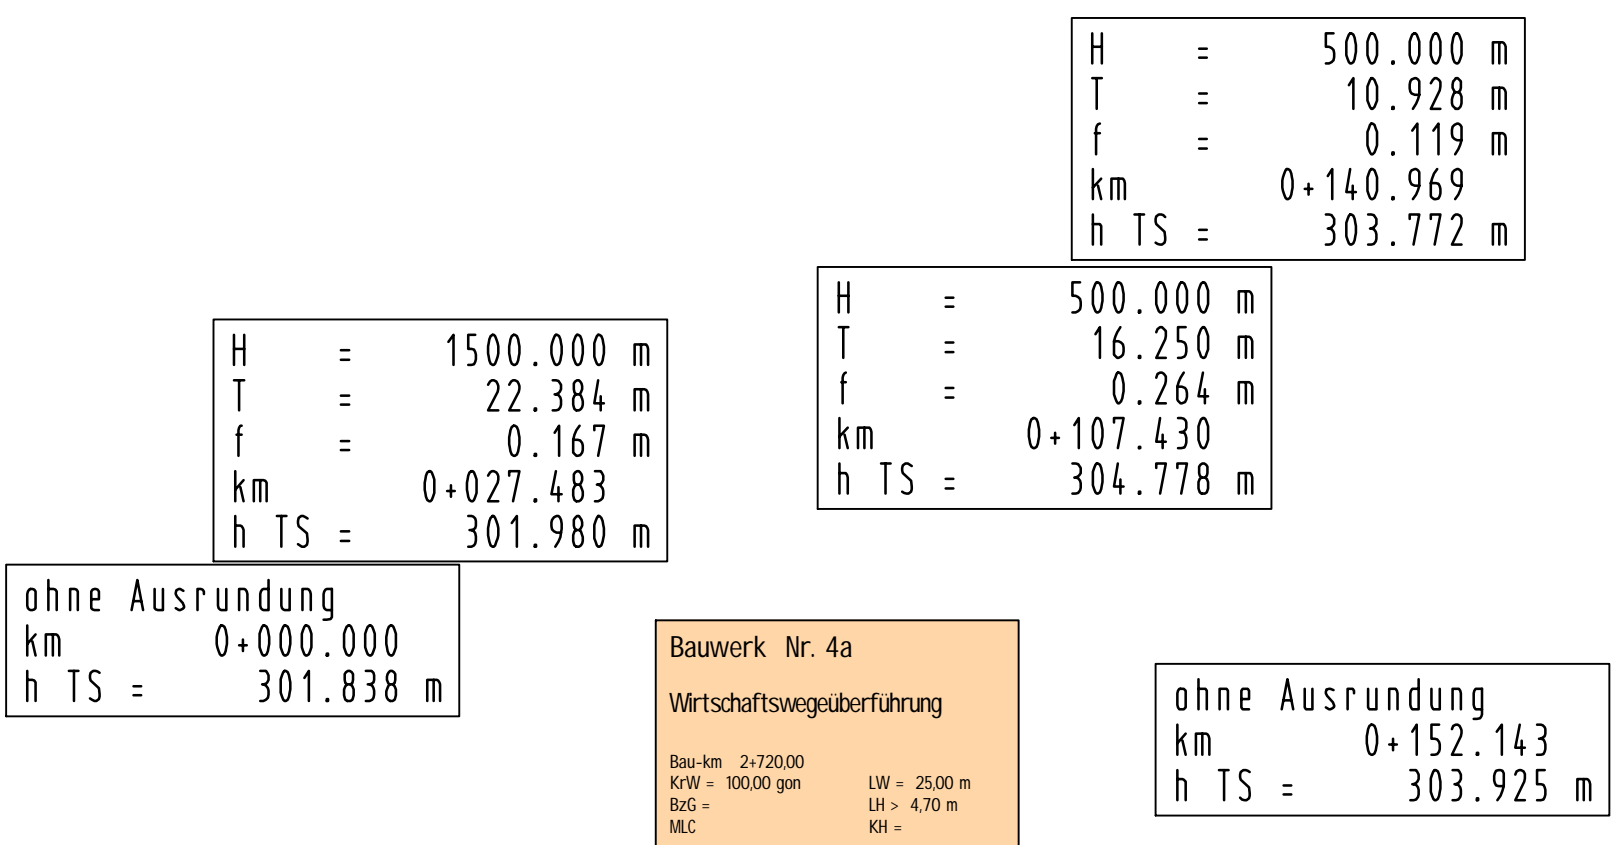 H = 500.000 m
T = 10.928 m
f = 0.119 m
km 0+140.969
h TS = 303.772 m
H = 500.000 m
T = 16.250 m
f = 0.264 m
km 0+107.430
h TS = 304.778 m
H = 1500.000 m
T = 22.384 m
f = 0.167 m
km 0+027.483
h TS = 301.980 m
ohne Ausrundung
km 0+000.000
h TS = 301.838 m
Bauwerk Nr. 4a
Wirtschaftswegeüberführung
Bau-km 2+720,00
KrW = 100,00 gon LW = 25,00 m
BzG = LH > 4,70 m
MLC KH =
ohne Ausrundung
km 0+152.143
h TS = 303.925 m